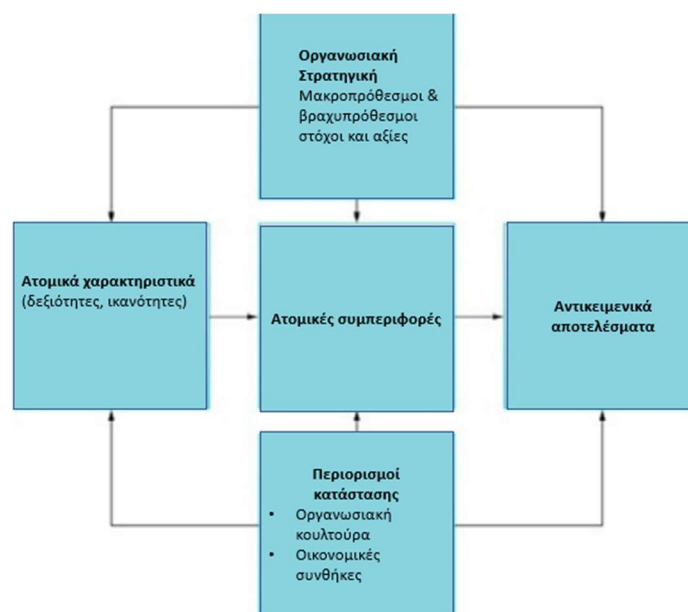 Οργανωσιακή
Στρατηγική
Μακροπρόθεσμοι &
βραχυπρόθεσμοι
στόχοι και αξίες
Ατομικά χαρακτηριστικά
(δεξιότητες, ικανότητες)
Ατομικές συμπεριφορές
Αντικειμενικά
αποτελέσματα
Περιορισμοί
κατάστασης
• Οργανωσιακή
κουλτούρα
• Οικονομικές
συνθήκες